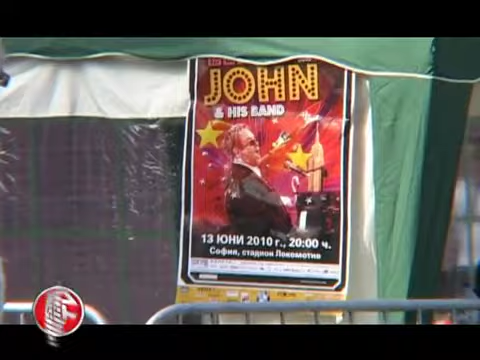 JOHN
& HIS BAND
13 ЮНИ 2010 г., 20:00 ч.
София, стадион Локомотив